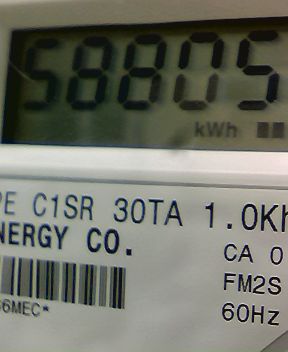 58805
kWh
PE C1SR 30TA 1.0Kh
NERGY CO.
CA 0
FM2S
6MEC*
60Hz